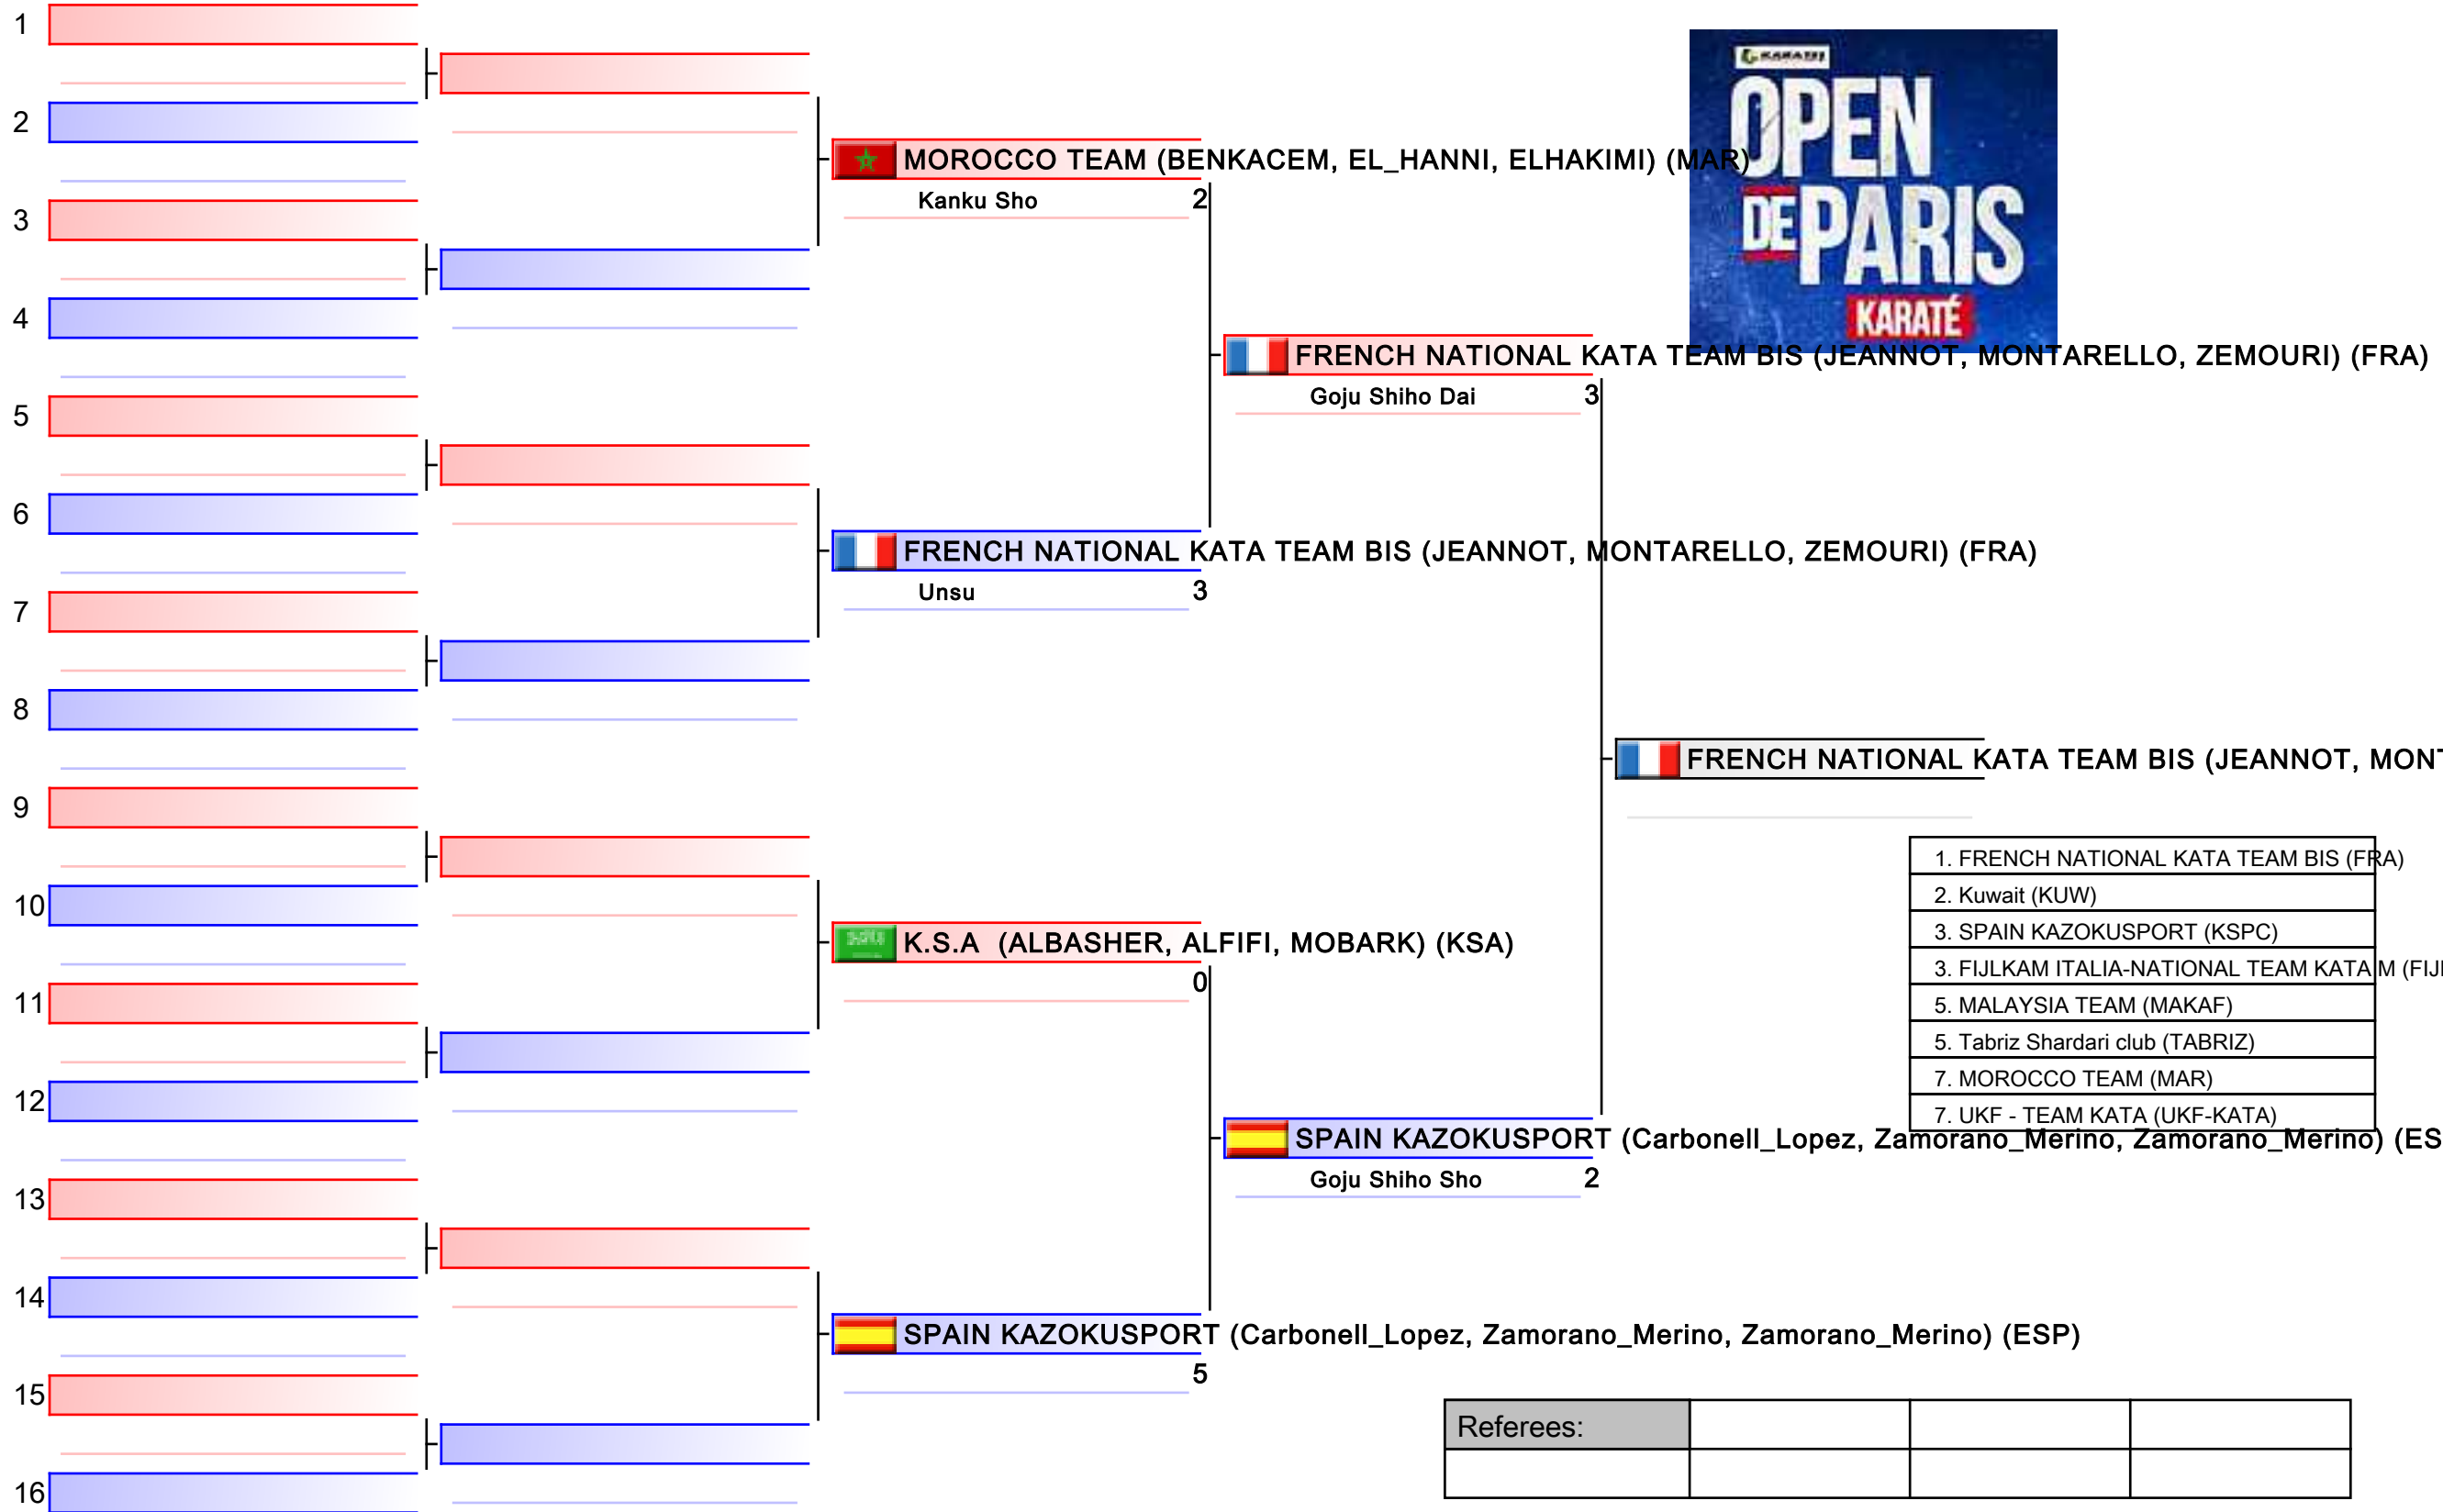 1
2
3
4
5
6
7
8
9
10
11
12
13
14
15
16
MOROCCO TEAM (BENKACEM, EL_HANNI, ELHAKIMI) (MAR)
Kanku Sho 2
FRENCH NATIONAL KATA TEAM BIS (JEANNOT, MONTARELLO, ZEMOURI) (FRA)
Unsu 3
K.S.A (ALBASHER, ALFIFI, MOBARK) (KSA)
0
SPAIN KAZOKUSPORT (Carbonell_Lopez, Zamorano_Merino, Zamorano_Merino) (ESP)
5
FRENCH NATIONAL KATA TEAM BIS (JEANNOT, MONTARELLO, ZEMOURI) (FRA)
Goju Shiho Dai 3
SPAIN KAZOKUSPORT (Carbonell_Lopez, Zamorano_Merino, Zamorano_Merino) (ES
Goju Shiho Sho 2
OPEN
DE PARIS
KARATÉ
FRENCH NATIONAL KATA TEAM BIS (JEANNOT, MON
1. FRENCH NATIONAL KATA TEAM BIS (FRA)
2. Kuwait (KUW)
3. SPAIN KAZOKUSPORT (KSPC)
3. FIJLKAM ITALIA-NATIONAL TEAM KATA M (FIJ
5. MALAYSIA TEAM (MAKAF)
5. Tabriz Shardari club (TABRIZ)
7. MOROCCO TEAM (MAR)
7. UKF - TEAM KATA (UKF-KATA)
Referees: